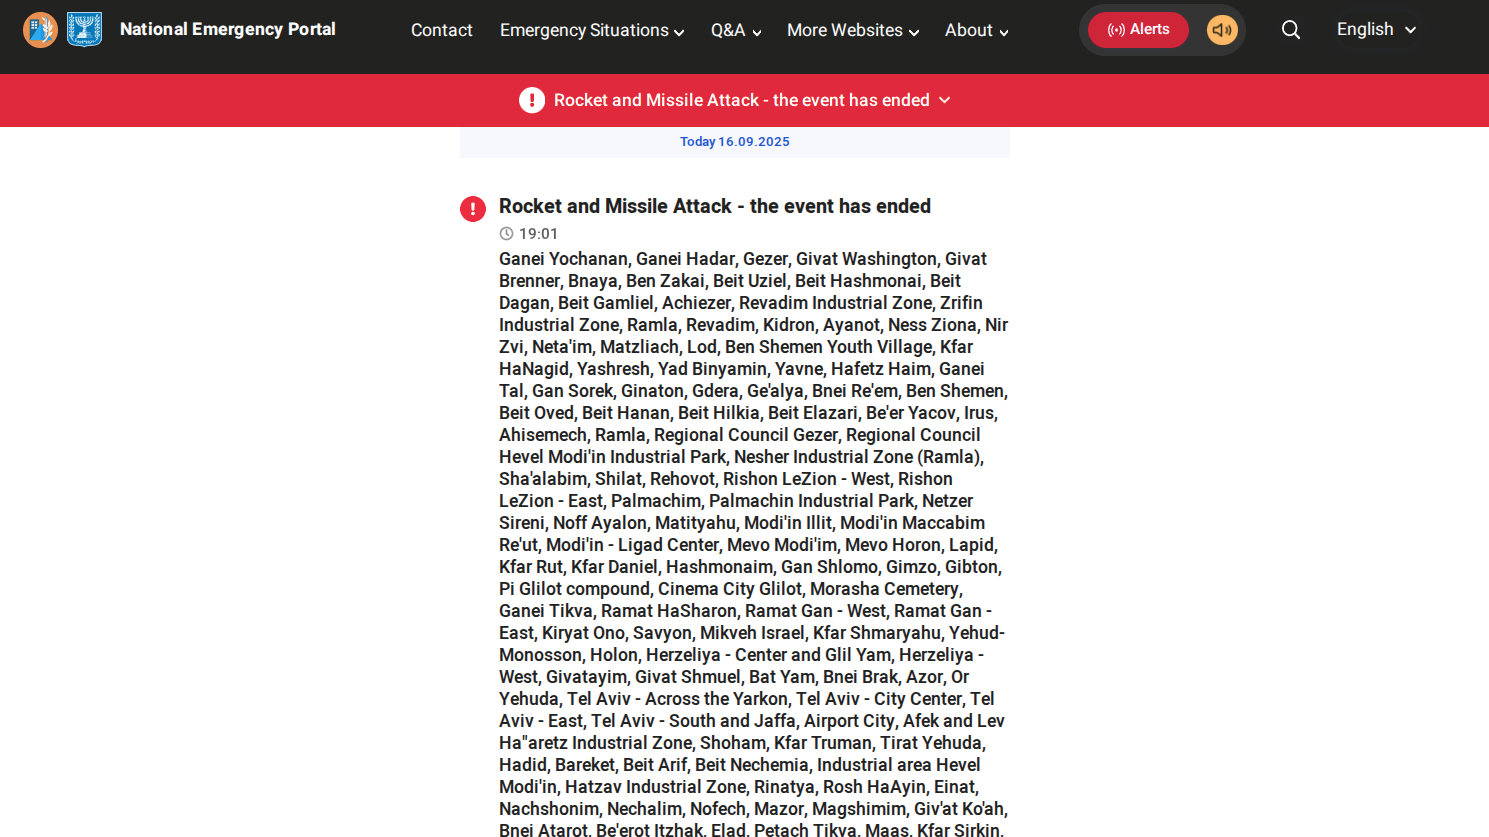 National Emergency Portal
Contact
Emergency Situations
Q&A
More Websites
About
Alerts
English
Rocket and Missile Attack - the event has ended
Today 16.09.2025
Rocket and Missile Attack - the event has ended
19:01
Ganei Yochanan, Ganei Hadar, Gezer, Givat Washington, Givat
Brenner, Bnaya, Ben Zakai, Beit Uziel, Beit Hashmonai, Beit
Dagan, Beit Gamliel, Achiezer, Revadim Industrial Zone, Zrifin
Industrial Zone, Ramla, Revadim, Kidron, Ayanot, Ness Ziona, Nir
Zvi, Neta'im, Matzliach, Lod, Ben Shemen Youth Village, Kfar
HaNagid, Yashresh, Yad Binyamin, Yavne, Hafetz Haim, Ganei
Tal, Gan Sorek, Ginaton, Gdera, Ge'alya, Bnei Re'em, Ben Shemen,
Beit Oved, Beit Hanan, Beit Hilkia, Beit Elazari, Be'er Yacov, Irus,
Ahisemech, Ramla, Regional Council Gezer, Regional Council
Hevel Modi'in Industrial Park, Nesher Industrial Zone (Ramla),
Sha'alabim, Shilat, Rehovot, Rishon LeZion - West, Rishon
LeZion - East, Palmachim, Palmachin Industrial Park, Netzer
Sireni, Noff Ayalon, Matityahu, Modi'in Illit, Modi'in Maccabim
Re'ut, Modi'in - Ligad Center, Mevo Modi'im, Mevo Horon, Lapid,
Kfar Rut, Kfar Daniel, Hashmonaim, Gan Shlomo, Gimzo, Gibton,
Pi Glilot compound, Cinema City Glilot, Morasha Cemetery,
Ganei Tikva, Ramat HaSharon, Ramat Gan - West, Ramat Gan -
East, Kiryat Ono, Savyon, Mikveh Israel, Kfar Shmaryahu, Yehud-
Monosson, Holon, Herzeliya - Center and Glil Yam, Herzeliya -
West, Givatayim, Givat Shmuel, Bat Yam, Bnei Brak, Azor, Or
Yehuda, Tel Aviv - Across the Yarkon, Tel Aviv - City Center, Tel
Aviv - East, Tel Aviv - South and Jaffa, Airport City, Afek and Lev
Ha"aretz Industrial Zone, Shoham, Kfar Truman, Tirat Yehuda,
Hadid, Bareket, Beit Arif, Beit Nechemia, Industrial area Hevel
Modi'in, Hatzav Industrial Zone, Rinatya, Rosh HaAyin, Einat,
Nachshonim, Nechalim, Nofech, Mazor, Magshimim, Giv'at Ko'ah,
Bnei Atarot, Be'erot Itzhak, Elad, Petach Tikva, Maas, Kfar Sirkin,